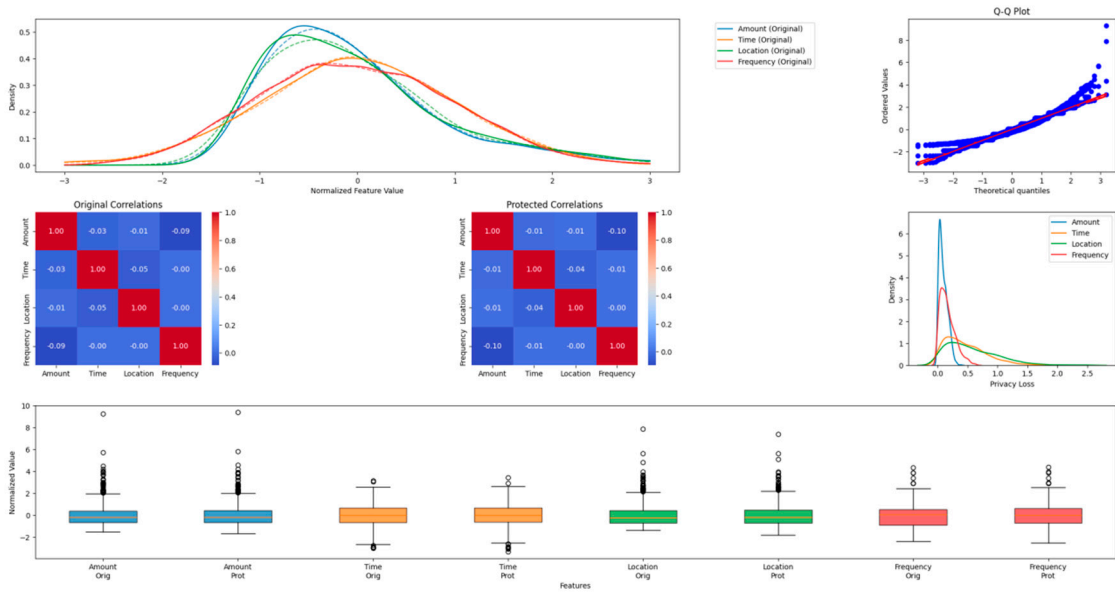 Amount (Original)
Time (Original)
Location (Original)
Frequency (Original)
0.5
0.4
0.3
0.2
0.1
0.0
Density
−3 −2 −1 0 1 2 3
Normalized Feature Value
Q-Q Plot
8
6
4
2
0
−2
Ordered Values
−3 −2 −1 0 1 2 3
Theoretical quantiles
Original Correlations
Amount 1.00 -0.03 -0.01 -0.09
Time -0.03 1.00 -0.05 -0.00
Location -0.01 -0.05 1.00 -0.00
Frequency -0.09 -0.00 -0.00 1.00
Amount Time Location Frequency
1.0
0.8
0.6
0.4
0.2
0.0
Protected Correlations
Amount 1.00 -0.01 -0.01 -0.10
Time -0.01 1.00 -0.04 -0.01
Location -0.01 -0.04 1.00 -0.00
Frequency -0.10 -0.01 -0.00 1.00
Amount Time Location Frequency
1.0
0.8
0.6
0.4
0.2
0.0
Amount
Time
Location
Frequency
6
5
4
3
2
1
0
Density
0.0 0.5 1.0 1.5 2.0 2.5
Privacy Loss
10
8
6
4
2
0
−2
Normalized Value
Amount Amount Time Time Location Location Frequency Frequency
Orig Prot Orig Prot Orig Prot Orig Prot
Features